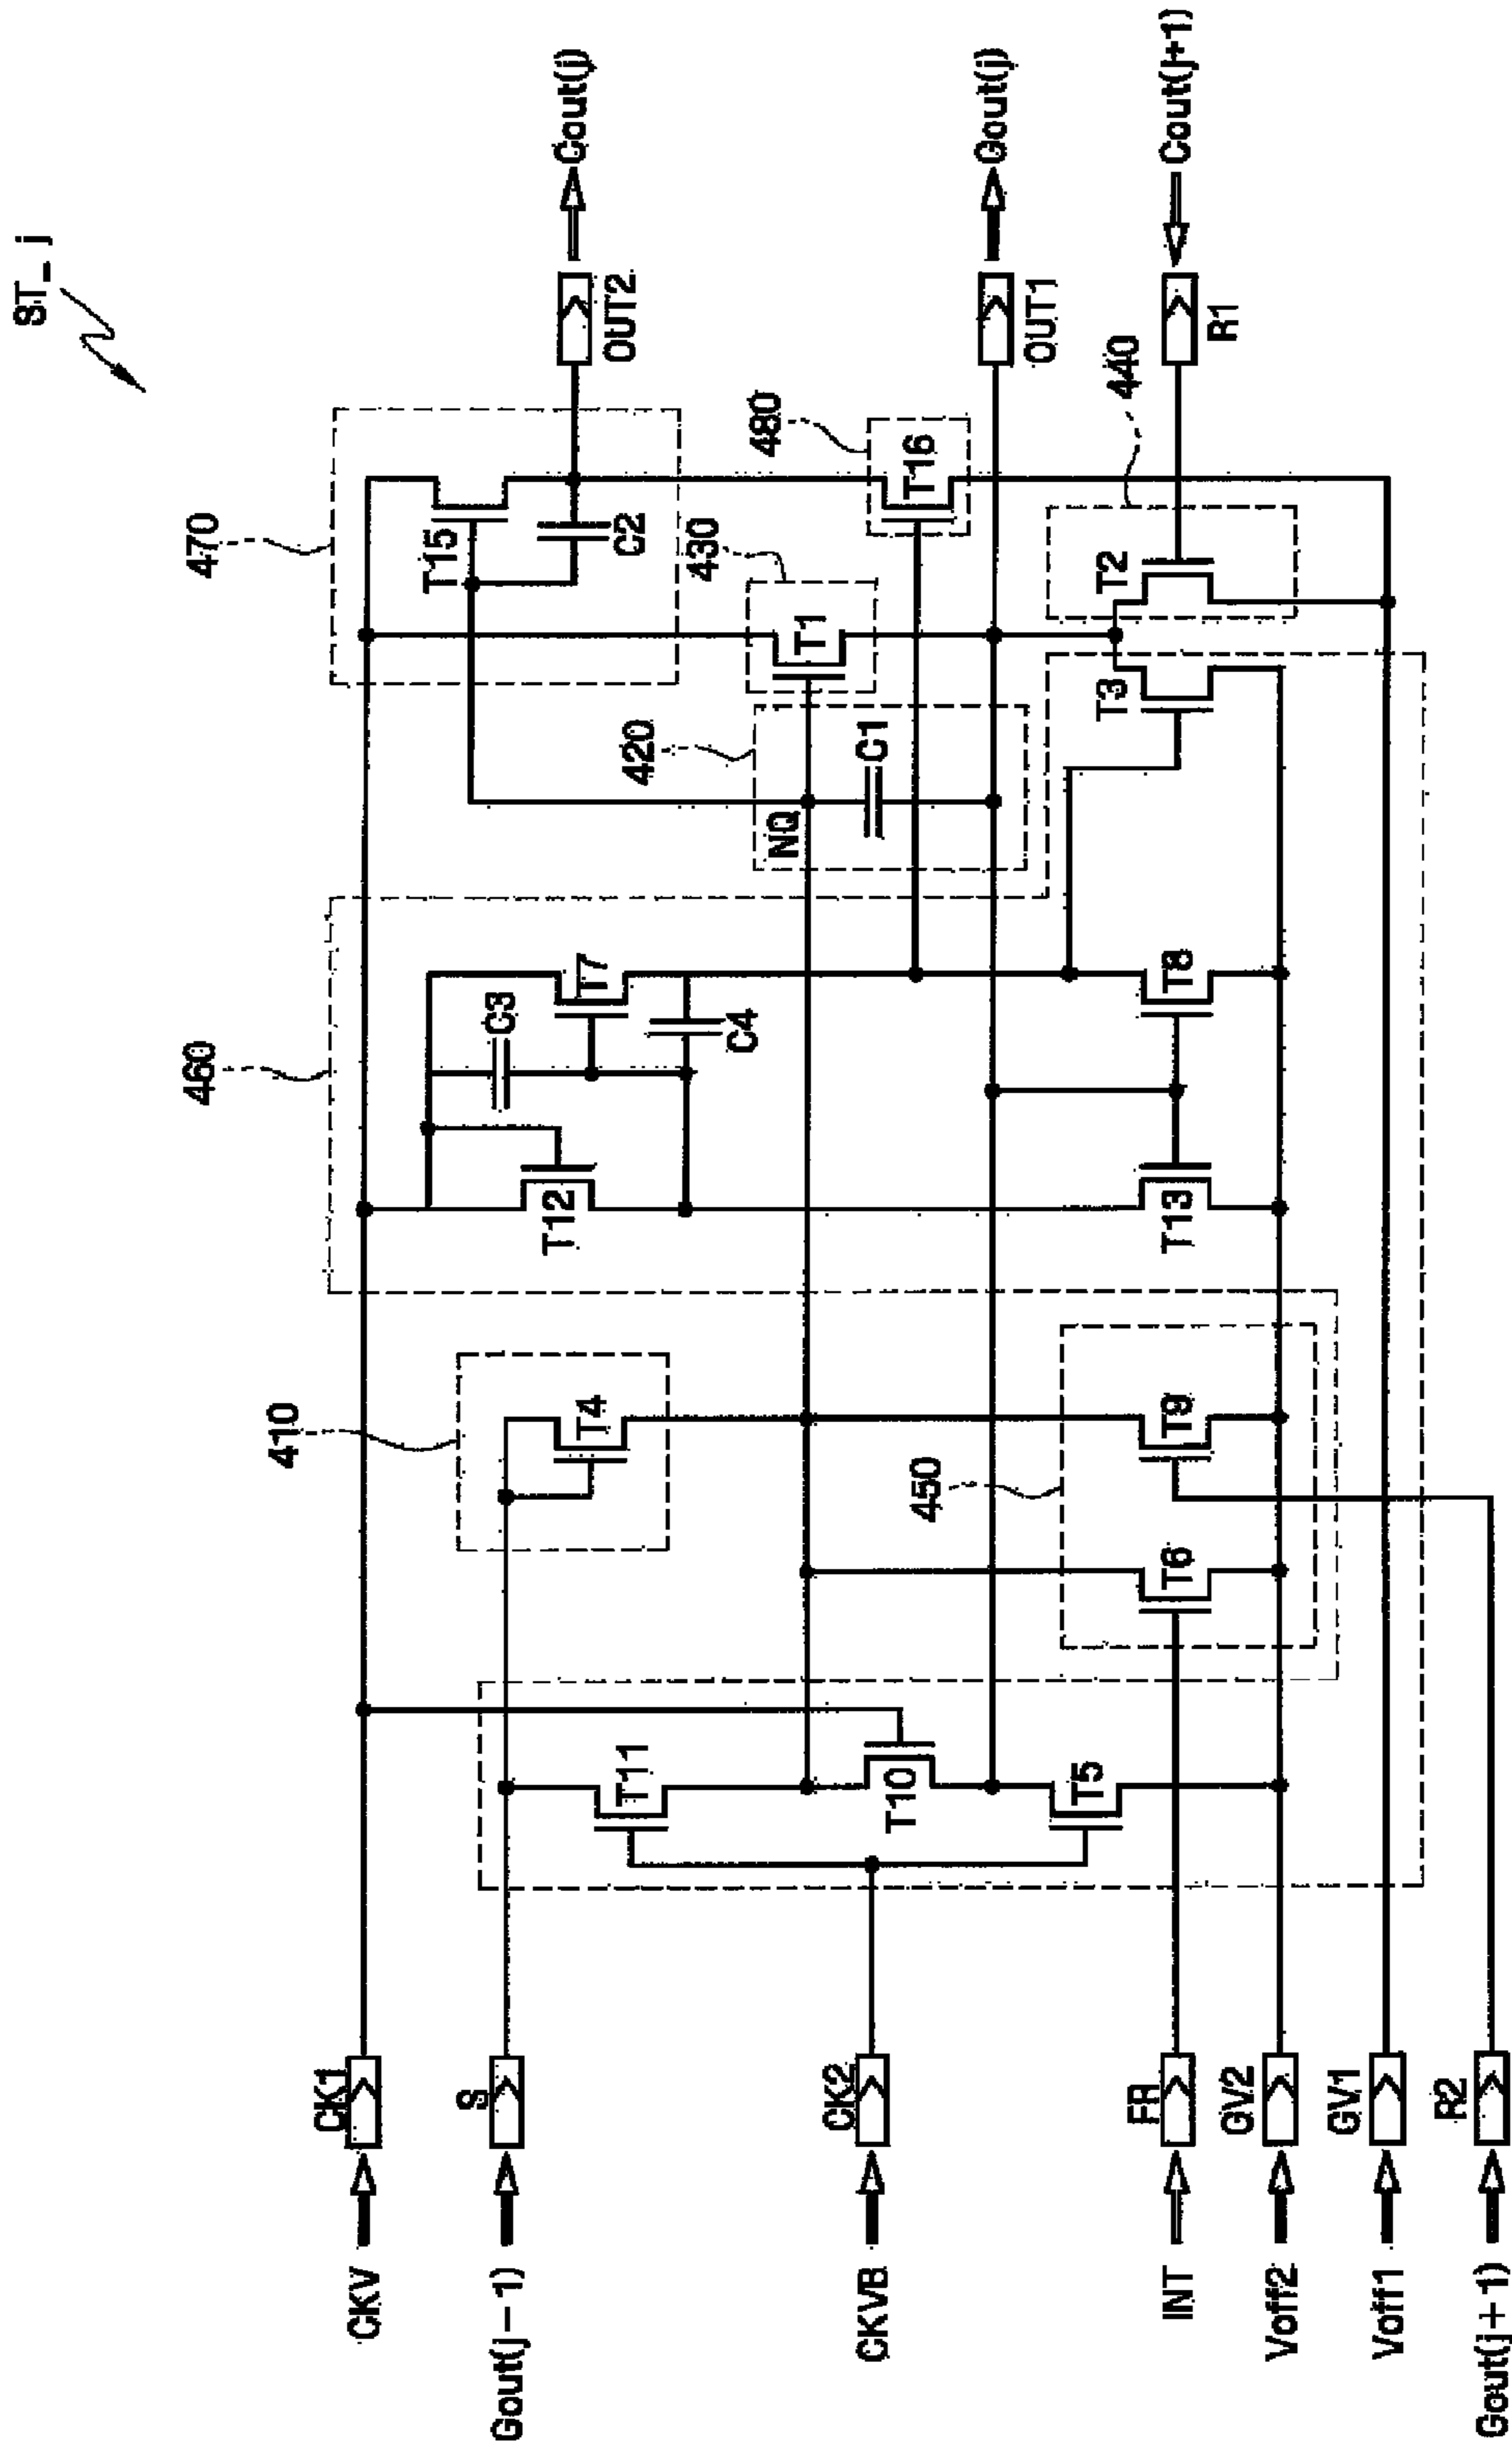 ST_ j
460
470
410
CK1
CKV
T15
S
Gout(j−1)
C3
T12
Cout(j)
T4
T7
OUT2
T11
C2
420
430
C4
480
NQ
T1
CK2
CKVB
C1
T10
T16
450
Gout(j)
OUT1
T5
T3
T2
440
FR
INT
T6
T9
T13
T8
Cout(j+1)
R1
GV2
Voff2
GV1
Voff1
R2
Gout(j+1)